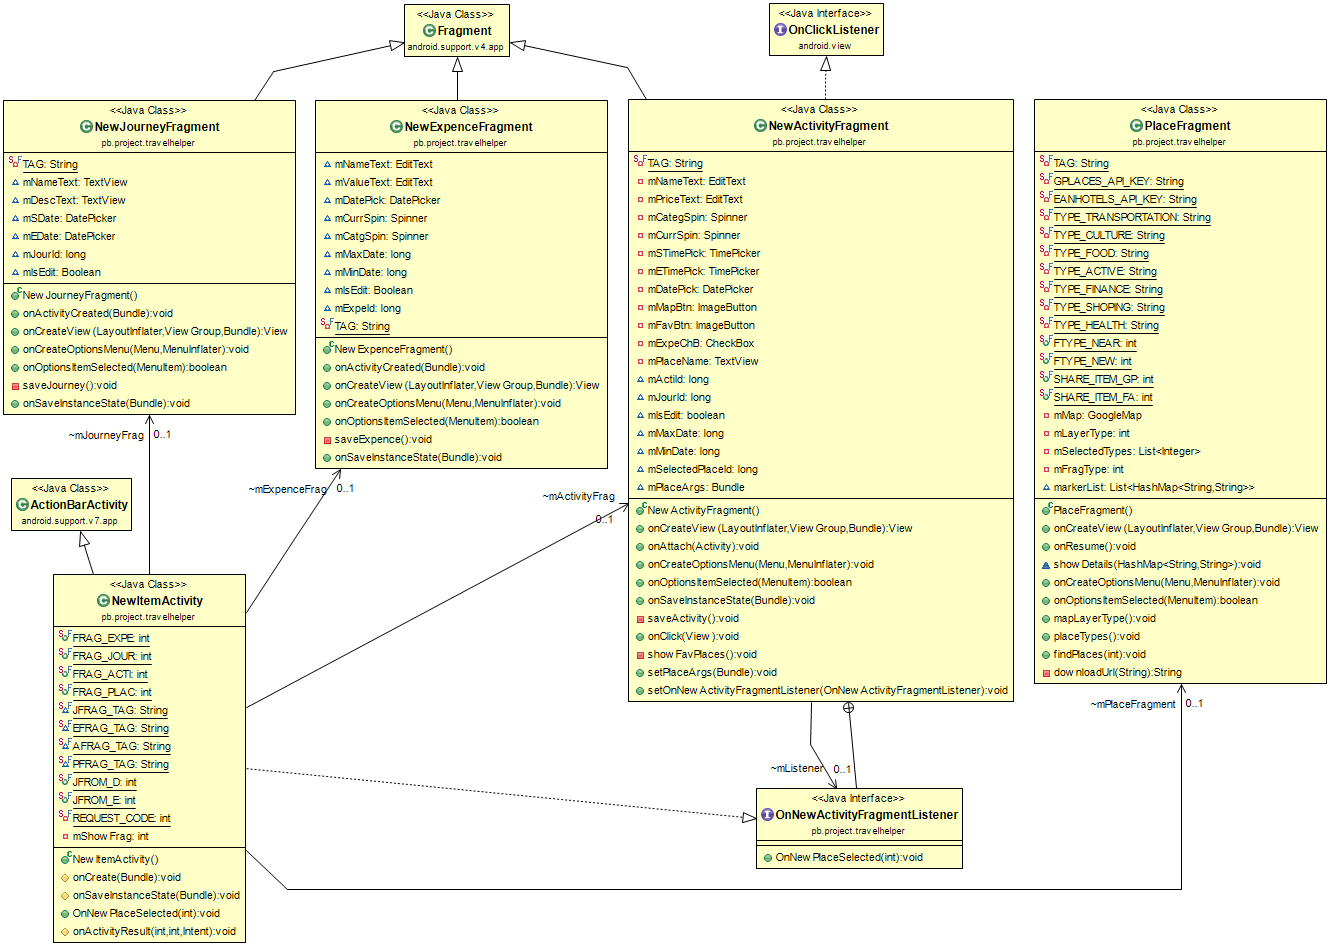 <<Java Class>>
Fragment
android.support.v4.app
<<Java Interface>>
OnClickListener
android.view
<<Java Class>>
NewJourneyFragment
pb.project.travelhelper
TAG: String
mNameText: TextView
mDescText: TextView
mSDate: DatePicker
mEDate: DatePicker
mJourId: long
mIsEdit: Boolean
NewJourneyFragment()
onActivityCreated(Bundle):void
onCreateView(LayoutInflater,ViewGroup,Bundle):View
onCreateOptionsMenu(Menu,MenuInflater):void
onOptionsItemSelected(MenuItem):boolean
saveJourney():void
onSaveInstanceState(Bundle):void
<<Java Class>>
NewExpenceFragment
pb.project.travelhelper
mNameText: EditText
mValueText: EditText
mDatePick: DatePicker
mCurrSpin: Spinner
mCatgSpin: Spinner
mMaxDate: long
mMinDate: long
mIsEdit: Boolean
mExpeId: long
TAG: String
NewExpenceFragment()
onActivityCreated(Bundle):void
onCreateView(LayoutInflater,ViewGroup,Bundle):View
onCreateOptionsMenu(Menu,MenuInflater):void
onOptionsItemSelected(MenuItem):boolean
saveExpence():void
onSaveInstanceState(Bundle):void
<<Java Class>>
NewActivityFragment
pb.project.travelhelper
TAG: String
mNameText: EditText
mPriceText: EditText
mCategSpin: Spinner
mCurrSpin: Spinner
mSTimePick: TimePicker
mETimePick: TimePicker
mDatePick: DatePicker
mMapBtn: ImageButton
mFavBtn: ImageButton
mExpeChB: CheckBox
mPlaceName: TextView
mActiId: long
mJourId: long
mIsEdit: boolean
mMaxDate: long
mMinDate: long
mSelectedPlaceId: long
mPlaceArgs: Bundle
NewActivityFragment()
onCreateView(LayoutInflater,ViewGroup,Bundle):View
onAttach(Activity):void
onCreateOptionsMenu(Menu,MenuInflater):void
onOptionsItemSelected(MenuItem):boolean
onSaveInstanceState(Bundle):void
saveActivity():void
onClick(View):void
showFavPlaces():void
setPlaceArgs(Bundle):void
setOnNewActivityFragmentListener(OnNewActivityFragmentListener):void
<<Java Class>>
PlaceFragment
pb.project.travelhelper
TAG: String
GPLACES_API_KEY: String
EANHOTELS_API_KEY: String
TYPE_TRANSPORTATION: String
TYPE_CULTURE: String
TYPE_FOOD: String
TYPE_ACTIVE: String
TYPE_FINANCE: String
TYPE_SHOPING: String
TYPE_HEALTH: String
FTYPE_NEAR: int
FTYPE_NEW: int
SHARE_ITEM_GP: int
SHARE_ITEM_FA: int
mMap: GoogleMap
mLayerType: int
mSelectedTypes: List<Integer>
mFragType: int
markerList: List<HashMap<String,String>>
PlaceFragment()
onCreateView(LayoutInflater,ViewGroup,Bundle):View
onResume():void
showDetails(HashMap<String,String>):void
onCreateOptionsMenu(Menu,MenuInflater):void
onOptionsItemSelected(MenuItem):boolean
mapLayerType():void
placeTypes():void
findPlaces(int):void
downloadUrl(String):String
~mJourneyFrag 0..1
~mExpenceFrag 0..1
~mActivityFrag
0..1
<<Java Class>>
ActionBarActivity
android.support.v7.app
<<Java Class>>
NewItemActivity
pb.project.travelhelper
FRAG_EXPE: int
FRAG_JOUR: int
FRAG_ACTI: int
FRAG_PLAC: int
JFRAG_TAG: String
EFRAG_TAG: String
AFRAG_TAG: String
PFRAG_TAG: String
JFROM_D: int
JFROM_E: int
REQUEST_CODE: int
mShowFrag: int
NewItemActivity()
onCreate(Bundle):void
onSaveInstanceState(Bundle):void
OnNewPlaceSelected(int):void
onActivityResult(int,int,Intent):void
~mPlaceFragment 0..1
~mListener 0..1
<<Java Interface>>
OnNewActivityFragmentListener
pb.project.travelhelper
OnNewPlaceSelected(int):void